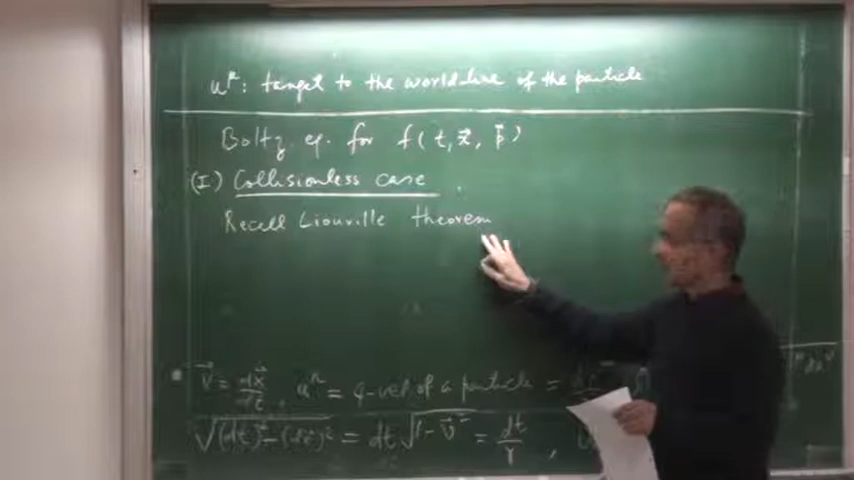 u^μ: tangent to the worldline of the particle
Boltz. eq. for f(t, x⃗, p⃗)
(I) Collisionless case
Recall Liouville theorem
v⃗ = dx⃗/dt, u^μ = 4-vel. of a particle =
√((dt)² - (dx⃗)²) = dt √(1 - v⃗²) = dt/γ ,